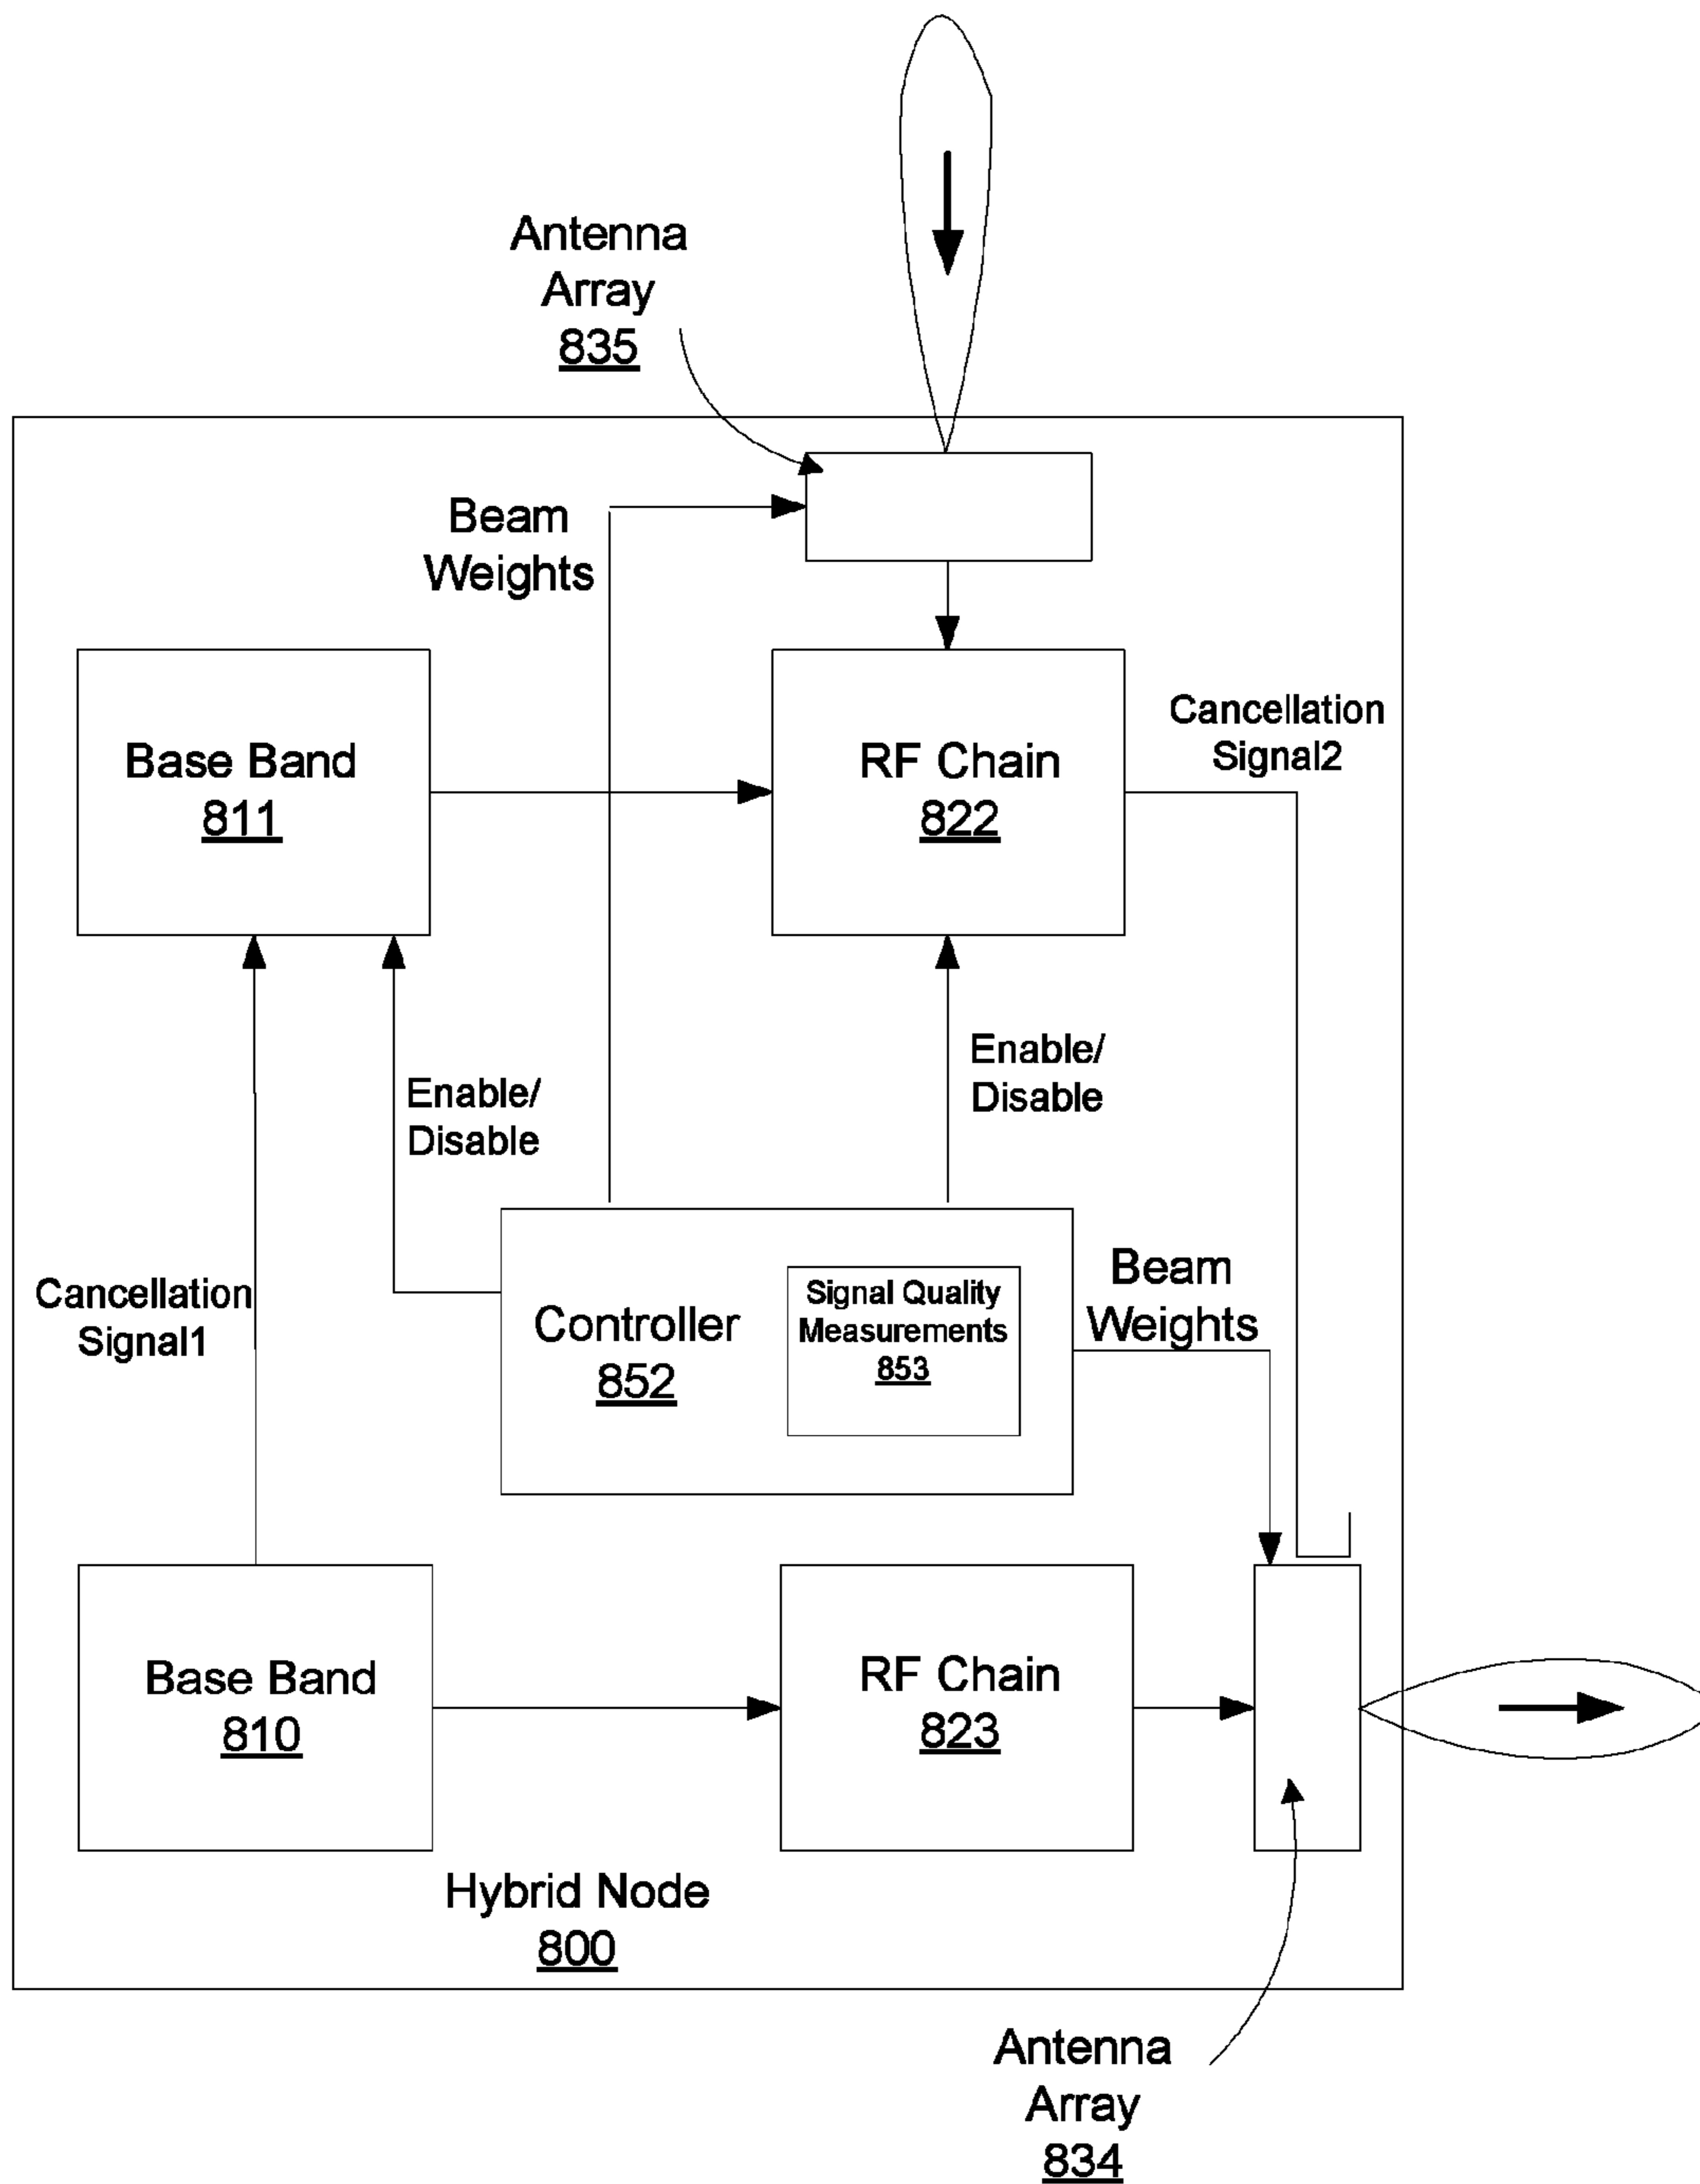 Antenna
Array
835
Beam
Weights
Cancellation
Signal2
Base Band
811
RF Chain
822
Enable/
Disable
Enable/
Disable
Cancellation
Signal1
Controller
852
Signal Quality
Measurements
853
Beam
Weights
Base Band
810
RF Chain
823
Hybrid Node
800
Antenna
Array
834